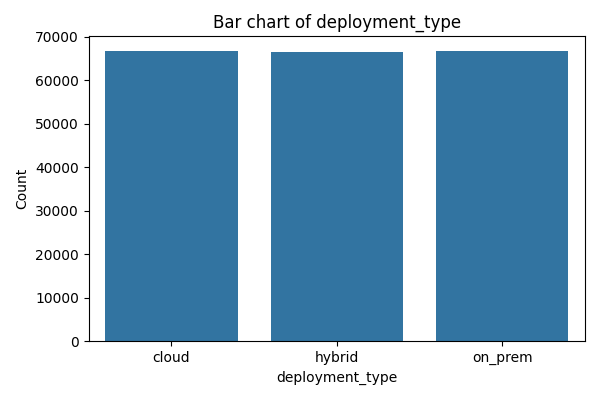 Bar chart of deployment_type
70000
60000
50000
40000
30000
20000
10000
0
Count
cloud hybrid on_prem
deployment_type